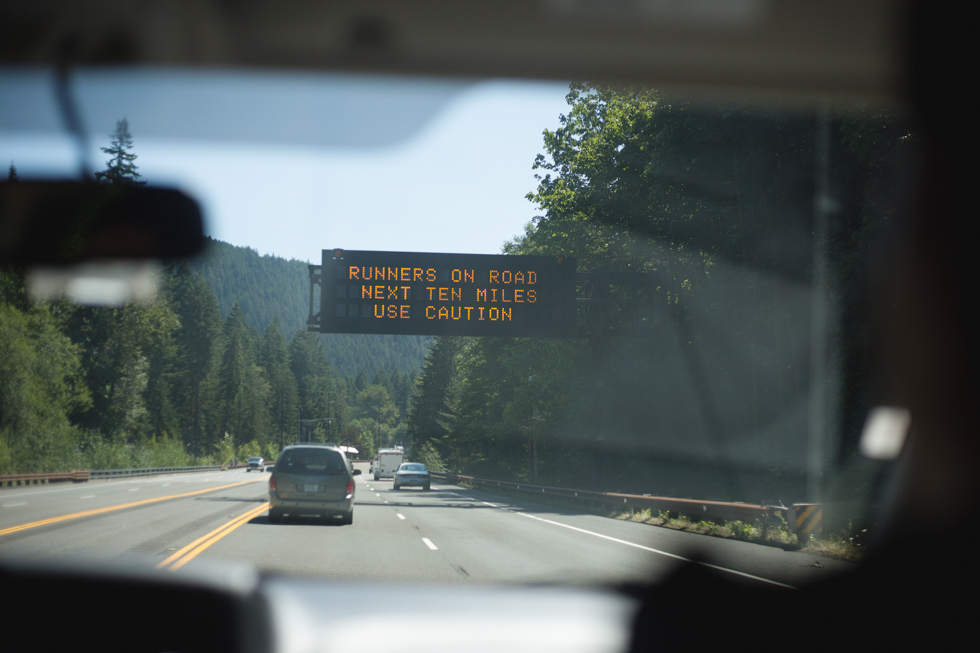 RUNNERS ON ROAD
NEXT TEN MILES
USE CAUTION